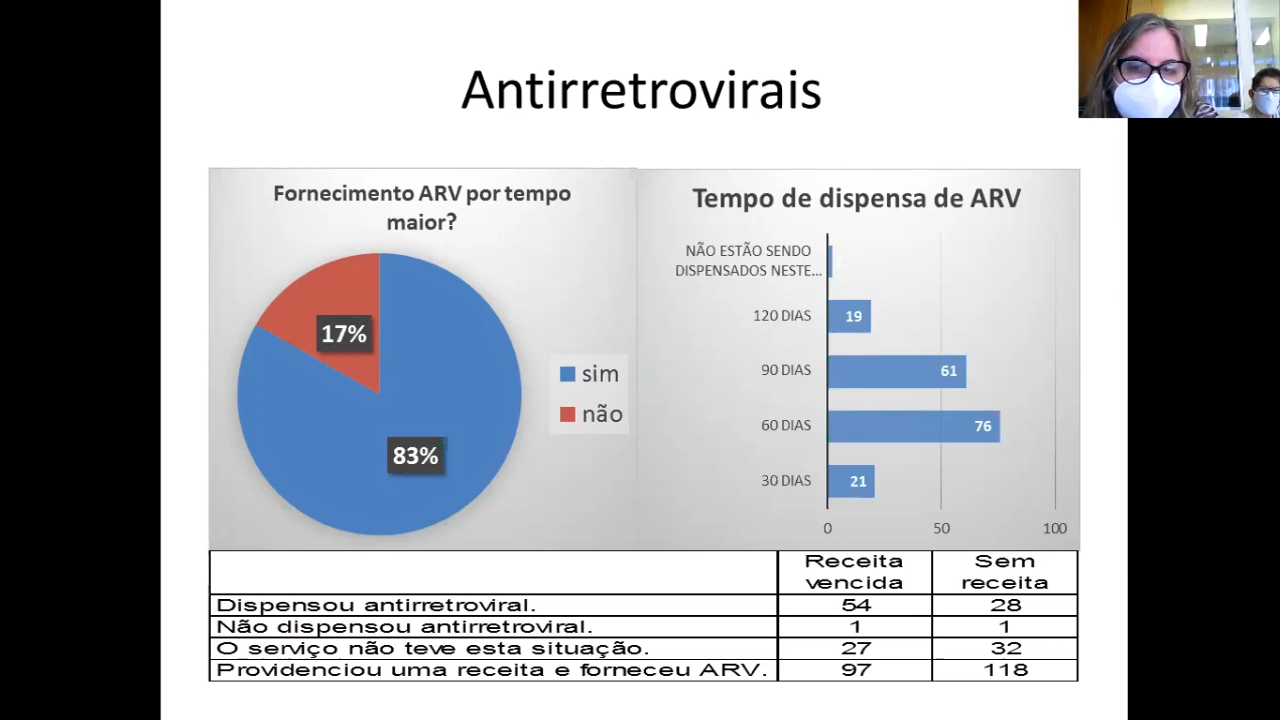 Antirretrovirais
Fornecimento ARV por tempo
maior?
17%
83%
sim
não
Tempo de dispensa de ARV
NÃO ESTÃO SENDO
DISPENSADOS NESTE...
120 DIAS
19
90 DIAS
61
60 DIAS
76
30 DIAS
21
0 50 100
Receita vencida Sem receita
Dispensou antirretroviral. 54 28
Não dispensou antirretroviral. 1 1
O serviço não teve esta situação. 27 32
Providenciou uma receita e forneceu ARV. 97 118